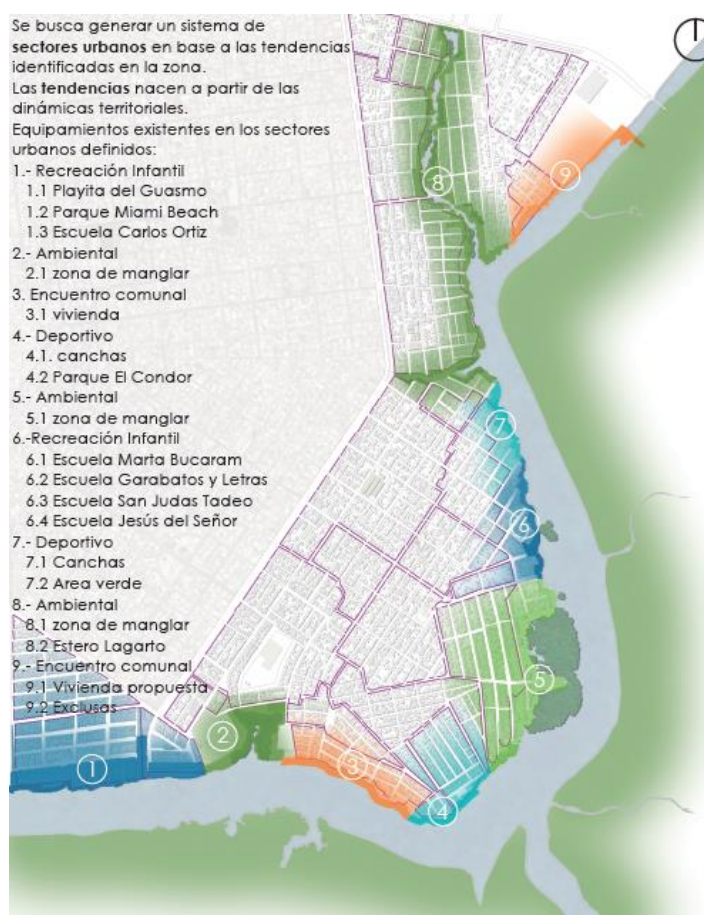 Se busca generar un sistema de
sectores urbanos en base a las tendencias
identificadas en la zona.
Las tendencias nacen a partir de las
dinámicas territoriales.
Equipamientos existentes en los sectores
urbanos definidos:
1.- Recreación Infantil
1.1 Playita del Guasmo
1.2 Parque Miami Beach
1.3 Escuela Carlos Ortiz
2.- Ambiental
2.1 zona de manglar
3. Encuentro comunal
3.1 vivienda
4.- Deportivo
4.1. canchas
4.2 Parque El Condor
5.- Ambiental
5.1 zona de manglar
6.-Recreación Infantil
6.1 Escuela Marta Bucaram
6.2 Escuela Garabatos y Letras
6.3 Escuela San Judas Tadeo
6.4 Escuela Jesús del Señor
7.- Deportivo
7.1 Canchas
7.2 Area verde
8.- Ambiental
8.1 zona de manglar
8.2 Estero Lagarto
9.- Encuentro comunal
9.1 Vivienda propuesta
9.2 Exclusas
8
9
7
6
5
2
3
1
4